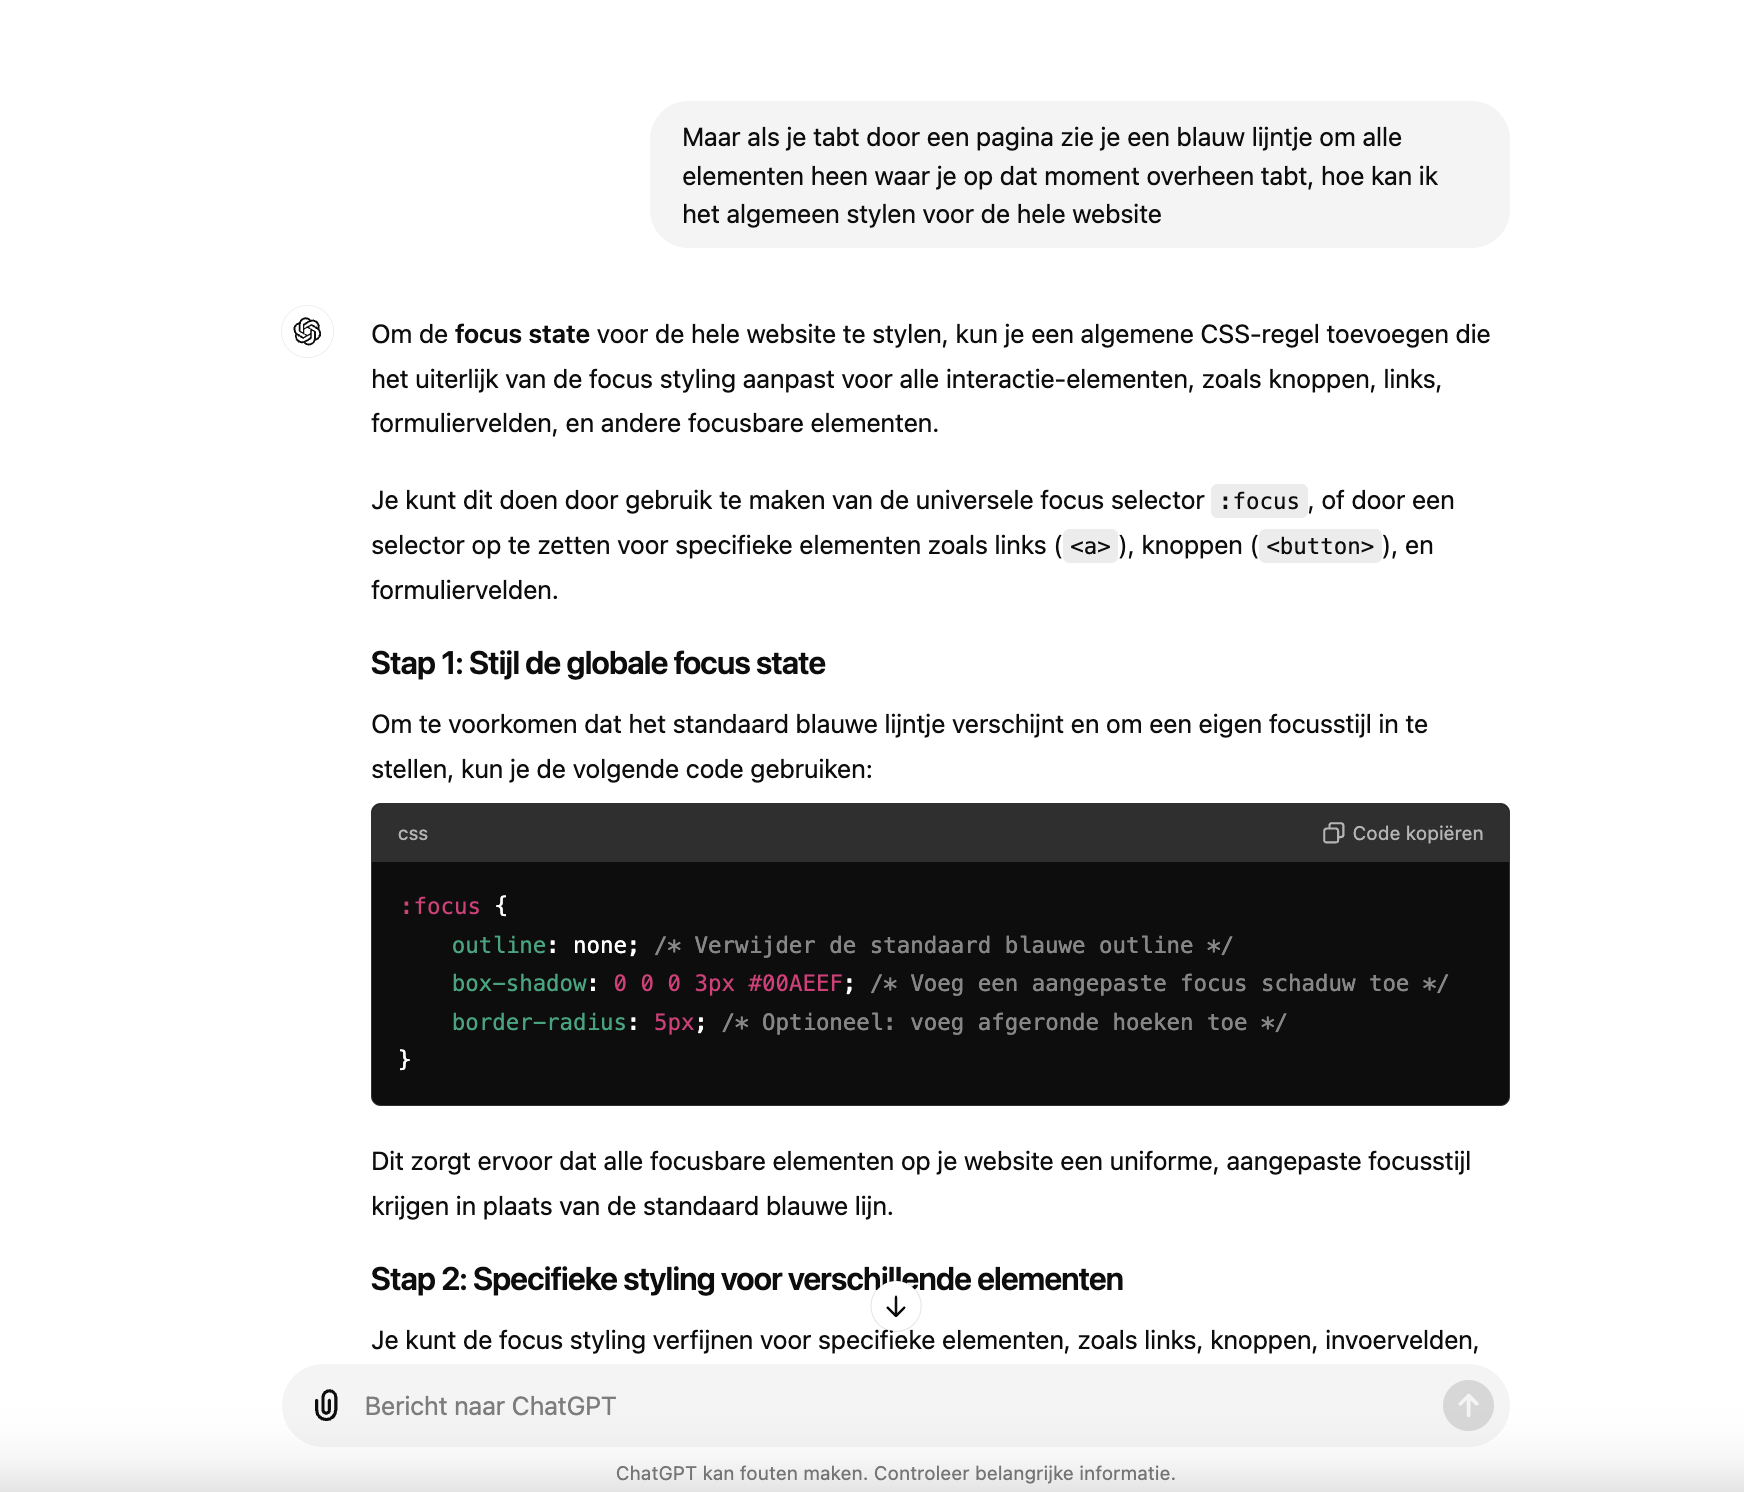 Maar als je tabt door een pagina zie je een blauw lijntje om alle
elementen heen waar je op dat moment overheen tabt, hoe kan ik
het algemeen stylen voor de hele website
Om de focus state voor de hele website te stylen, kun je een algemene CSS-regel toevoegen die
het uiterlijk van de focus styling aanpast voor alle interactie-elementen, zoals knoppen, links,
formuliervelden, en andere focusbare elementen.
Je kunt dit doen door gebruik te maken van de universele focus selector :focus, of door een
selector op te zetten voor specifieke elementen zoals links (<a>), knoppen (<button>), en
formuliervelden.
Stap 1: Stijl de globale focus state
Om te voorkomen dat het standaard blauwe lijntje verschijnt en om een eigen focusstijl in te
stellen, kun je de volgende code gebruiken:
css
Code kopiëren
:focus {
    outline: none; /* Verwijder de standaard blauwe outline */
    box-shadow: 0 0 0 3px #00AEEF; /* Voeg een aangepaste focus schaduw toe */
    border-radius: 5px; /* Optioneel: voeg afgeronde hoeken toe */
}
Dit zorgt ervoor dat alle focusbare elementen op je website een uniforme, aangepaste focusstijl
krijgen in plaats van de standaard blauwe lijn.
Stap 2: Specifieke styling voor verschillende elementen
Je kunt de focus styling verfijnen voor specifieke elementen, zoals links, knoppen, invoervelden,
Bericht naar ChatGPT
ChatGPT kan fouten maken. Controleer belangrijke informatie.